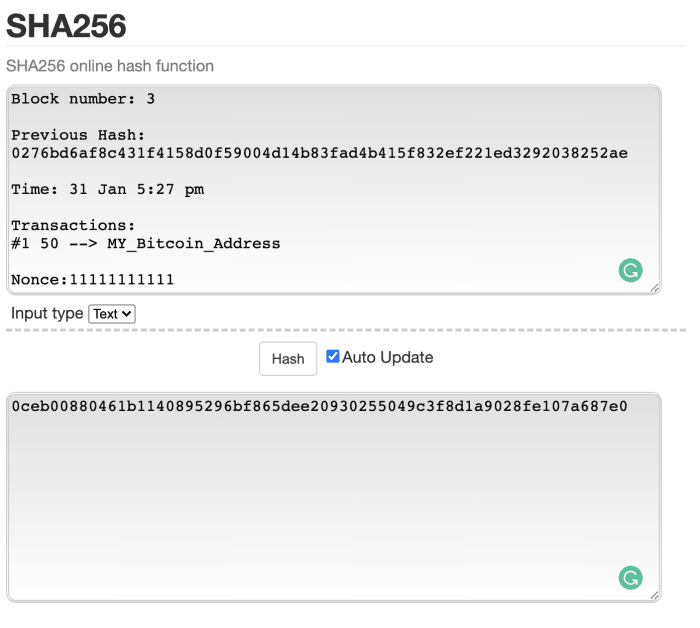 SHA256
SHA256 online hash function
Block number: 3
Previous Hash:
0276bd6af8c431f4158d0f59004d14b83fad4b415f832ef221ed3292038252ae
Time: 31 Jan 5:27 pm
Transactions:
#1 50 --> MY_Bitcoin_Address
Nonce:11111111111
Input type Text
Hash Auto Update
0ceb00880461b1140895296bf865dee20930255049c3f8d1a9028fe107a687e0